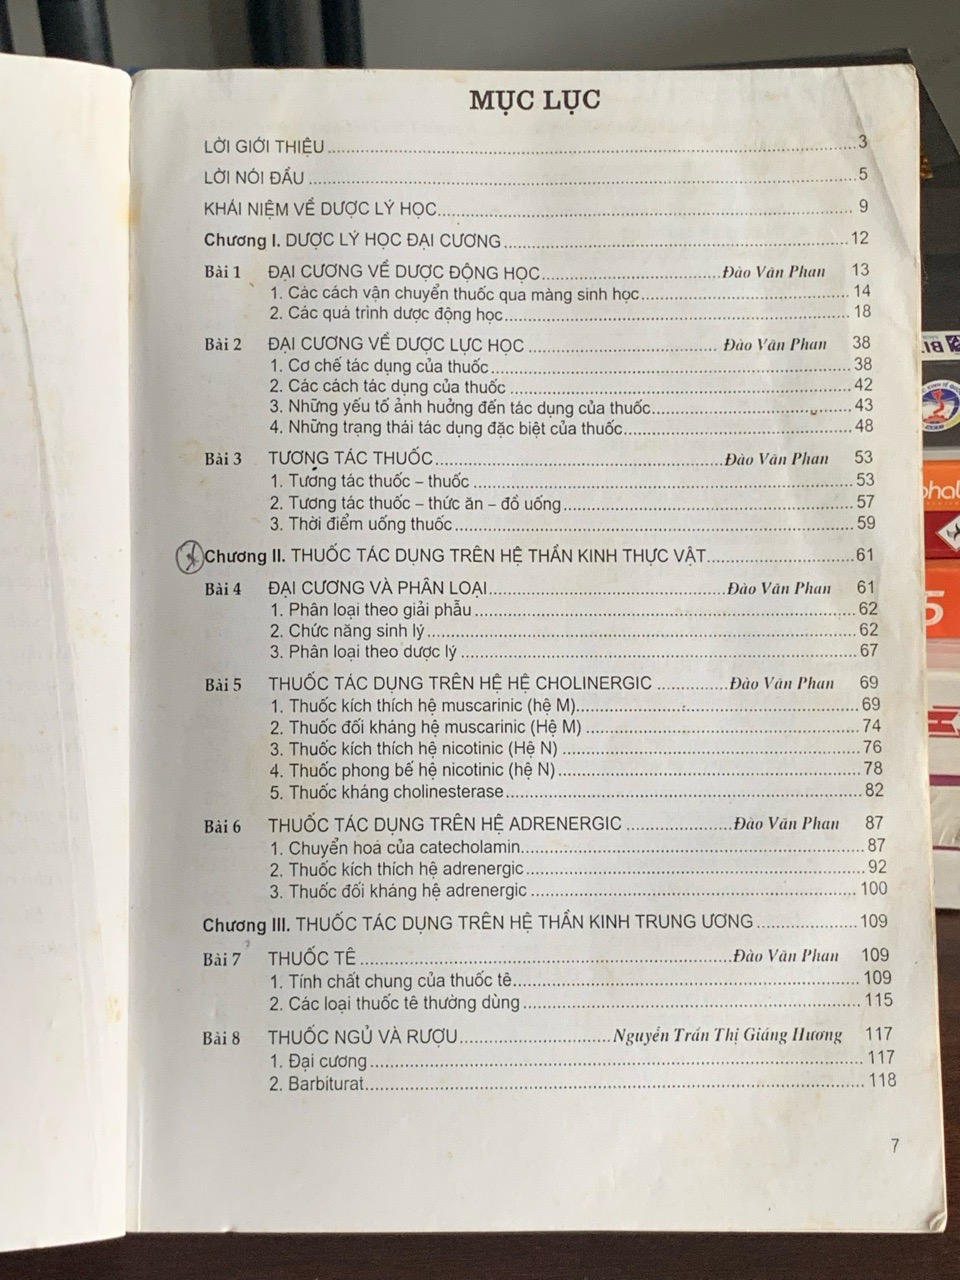 MỤC LỤC
LỜI GIỚI THIỆU........3
LỜI NÓI ĐẦU........5
KHÁI NIỆM VỀ DƯỢC LÝ HỌC........9
Chương I. DƯỢC LÝ HỌC ĐẠI CƯƠNG........12
Bài 1 ĐẠI CƯƠNG VỀ DƯỢC ĐỘNG HỌC........Đào Văn Phan 13
1. Các cách vận chuyển thuốc qua màng sinh học........14
2. Các quá trình dược động học........18
Bài 2 ĐẠI CƯƠNG VỀ DƯỢC LỰC HỌC........Đào Văn Phan 38
1. Cơ chế tác dụng của thuốc........38
2. Các cách tác dụng của thuốc........42
3. Những yếu tố ảnh huởng đến tác dụng của thuốc........43
4. Những trạng thái tác dụng đặc biệt của thuốc........48
Bài 3 TƯƠNG TÁC THUỐC........Đào Văn Phan 53
1. Tương tác thuốc – thuốc........53
2. Tương tác thuốc – thức ăn – đồ uống........57
3. Thời điểm uống thuốc........59
Chương II. THUỐC TÁC DỤNG TRÊN HỆ THẦN KINH THỰC VẬT........61
Bài 4 ĐẠI CƯƠNG VÀ PHÂN LOẠI........Đào Văn Phan 61
1. Phân loại theo giải phẫu........62
2. Chức năng sinh lý........62
3. Phân loại theo dược lý........67
Bài 5 THUỐC TÁC DỤNG TRÊN HỆ HỆ CHOLINERGIC........Đào Văn Phan 69
1. Thuốc kích thích hệ muscarinic (hệ M)........69
2. Thuốc đối kháng hệ muscarinic (Hệ M)........74
3. Thuốc kích thích hệ nicotinic (Hệ N)........76
4. Thuốc phong bế hệ nicotinic (hệ N)........78
5. Thuốc kháng cholinesterase........82
Bài 6 THUỐC TÁC DỤNG TRÊN HỆ ADRENERGIC........Đào Văn Phan 87
1. Chuyển hoá của catecholamin........87
2. Thuốc kích thích hệ adrenergic........92
3. Thuốc đối kháng hệ adrenergic........100
Chương III. THUỐC TÁC DỤNG TRÊN HỆ THẦN KINH TRUNG ƯƠNG........109
Bài 7 THUỐC TÊ........Đào Văn Phan 109
1. Tính chất chung của thuốc tê........109
2. Các loại thuốc tê thường dùng........115
Bài 8 THUỐC NGỦ VÀ RƯỢU........Nguyễn Trần Thị Giáng Hương 117
1. Đại cương........117
2. Barbiturat........118
7